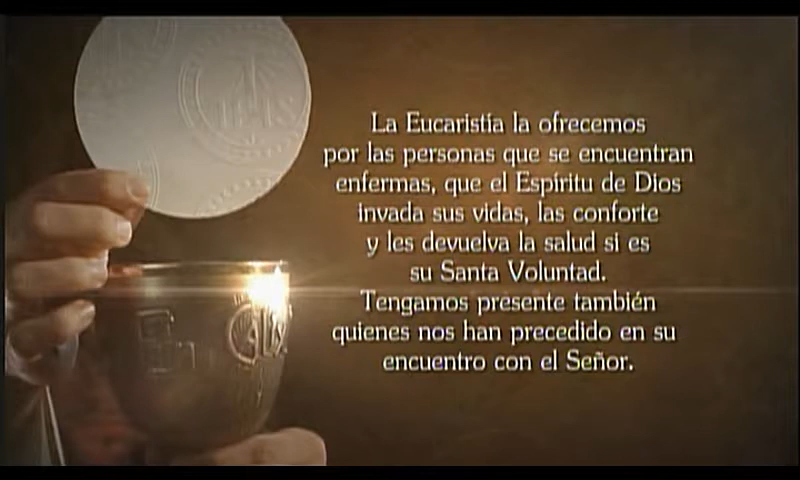 La Eucaristía la ofrecemos
por las personas que se encuentran
enfermas, que el Espíritu de Dios
invada sus vidas, las conforte
y les devuelva la salud si es
su Santa Voluntad.
Tengamos presente también
quienes nos han precedido en su
encuentro con el Señor.